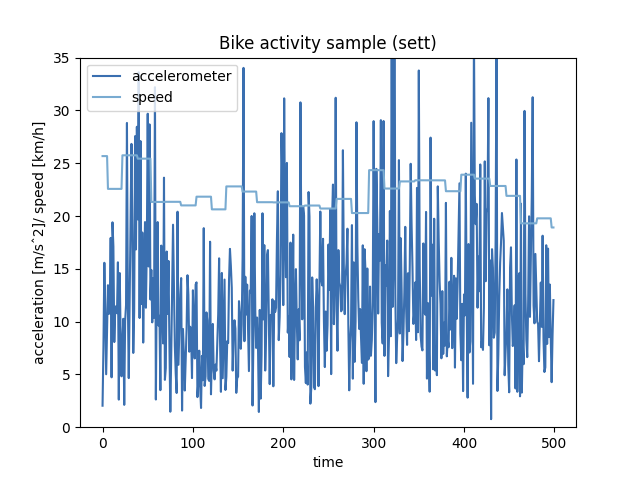 Bike activity sample (sett)
accelerometer
speed
acceleration [m/s^2]/ speed [km/h]
35
30
25
20
15
10
5
0
0 100 200 300 400 500
time